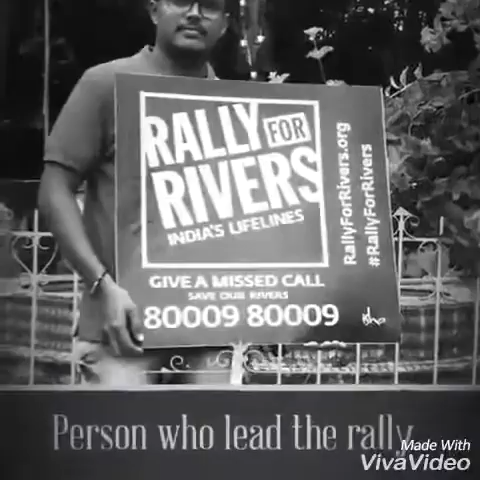 RALLY FOR
RIVERS
INDIA'S LIFELINES
GIVE A MISSED CALL
SAVE OUR RIVERS
80009 80009
RallyForRivers.org
#RallyForRivers
Person who lead the rally
Made With
VivaVideo